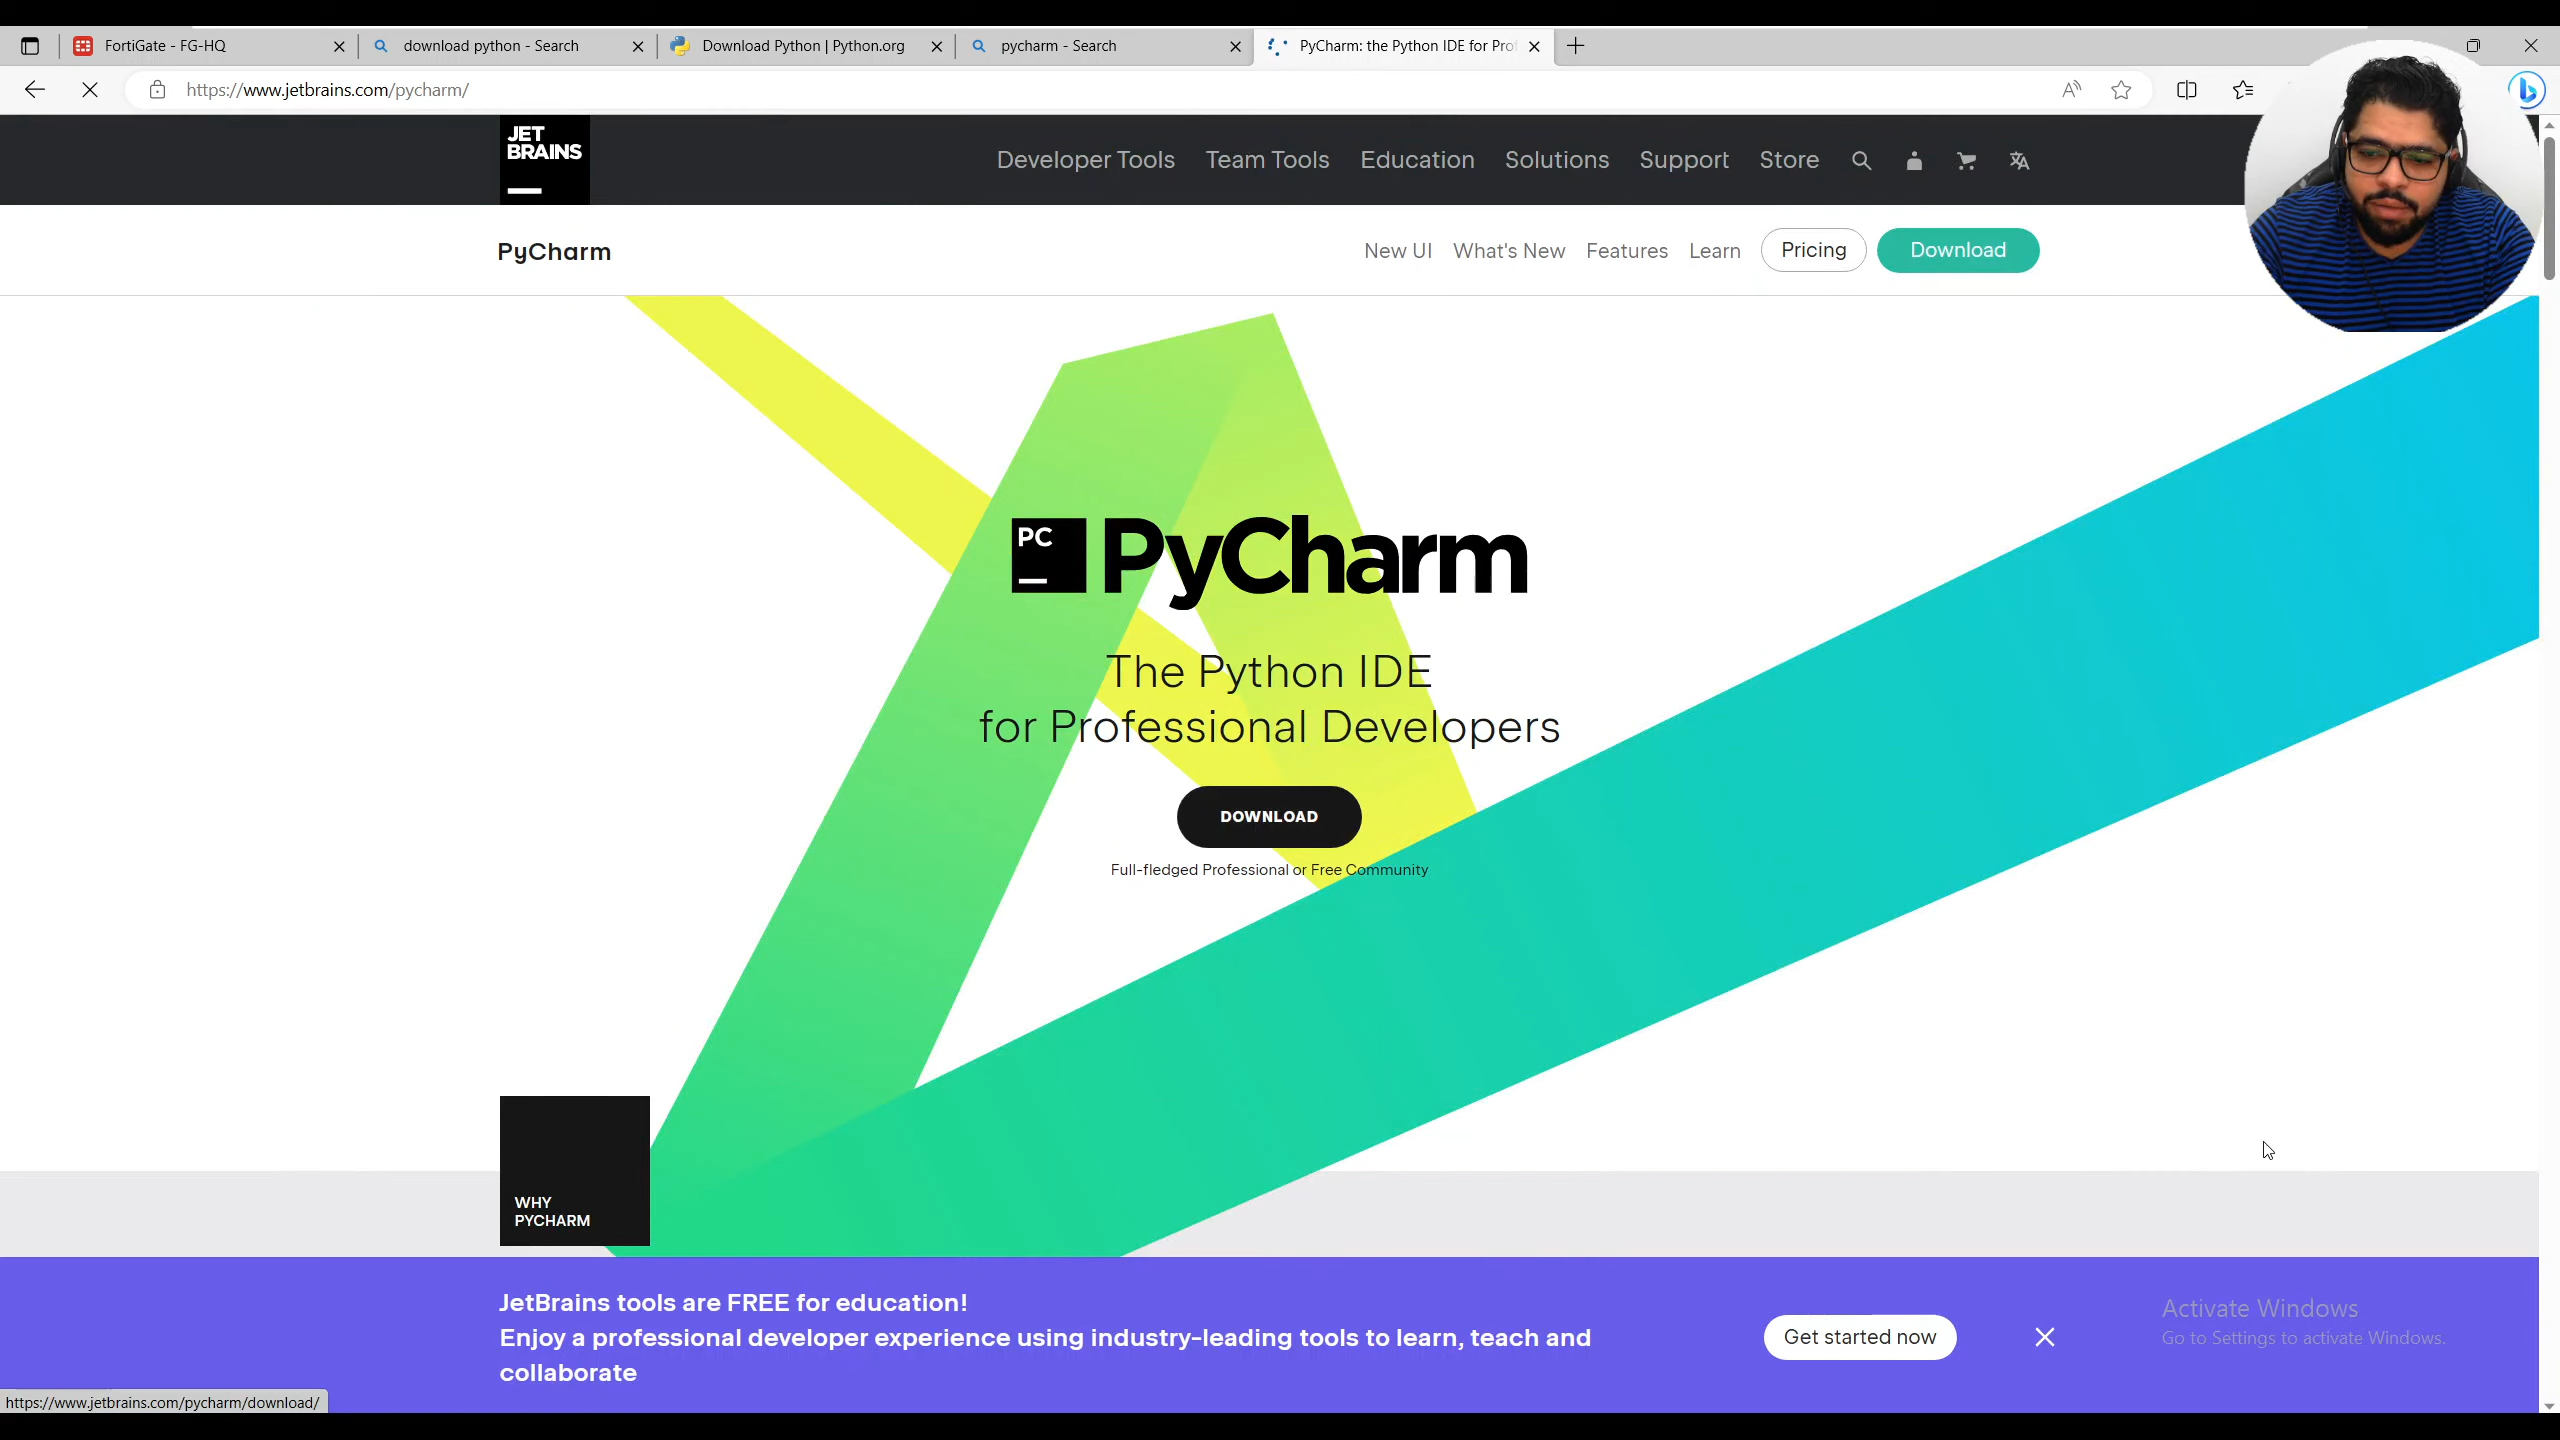 FortiGate - FG-HQ
download python - Search
Download Python | Python.org
pycharm - Search
PyCharm: the Python IDE for Prof
https://www.jetbrains.com/pycharm/
JET
BRAINS
Developer Tools
Team Tools
Education
Solutions
Support
Store
PyCharm
New UI
What's New
Features
Learn
Pricing
Download
PC
PyCharm
The Python IDE
for Professional Developers
DOWNLOAD
Full-fledged Professional or Free Community
WHY
PYCHARM
JetBrains tools are FREE for education!
Enjoy a professional developer experience using industry-leading tools to learn, teach and
collaborate
Get started now
Activate Windows
Go to Settings to activate Windows.
https://www.jetbrains.com/pycharm/download/